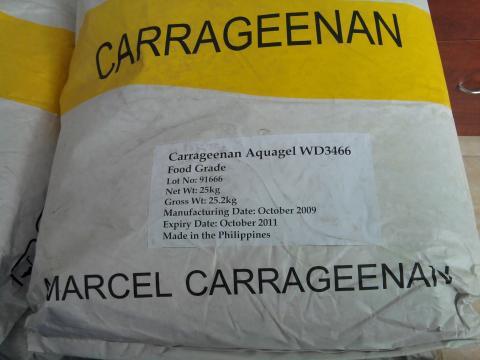 CARRAGEENAN
Carrageenan Aquagel WD3466
Food Grade
Lot No: 91666
Net Wt: 25kg
Gross Wt: 25.2kg
Manufacturing Date: October 2009
Expiry Date: October 2011
Made in the Philippines
MARCEL CARRAGEENAN